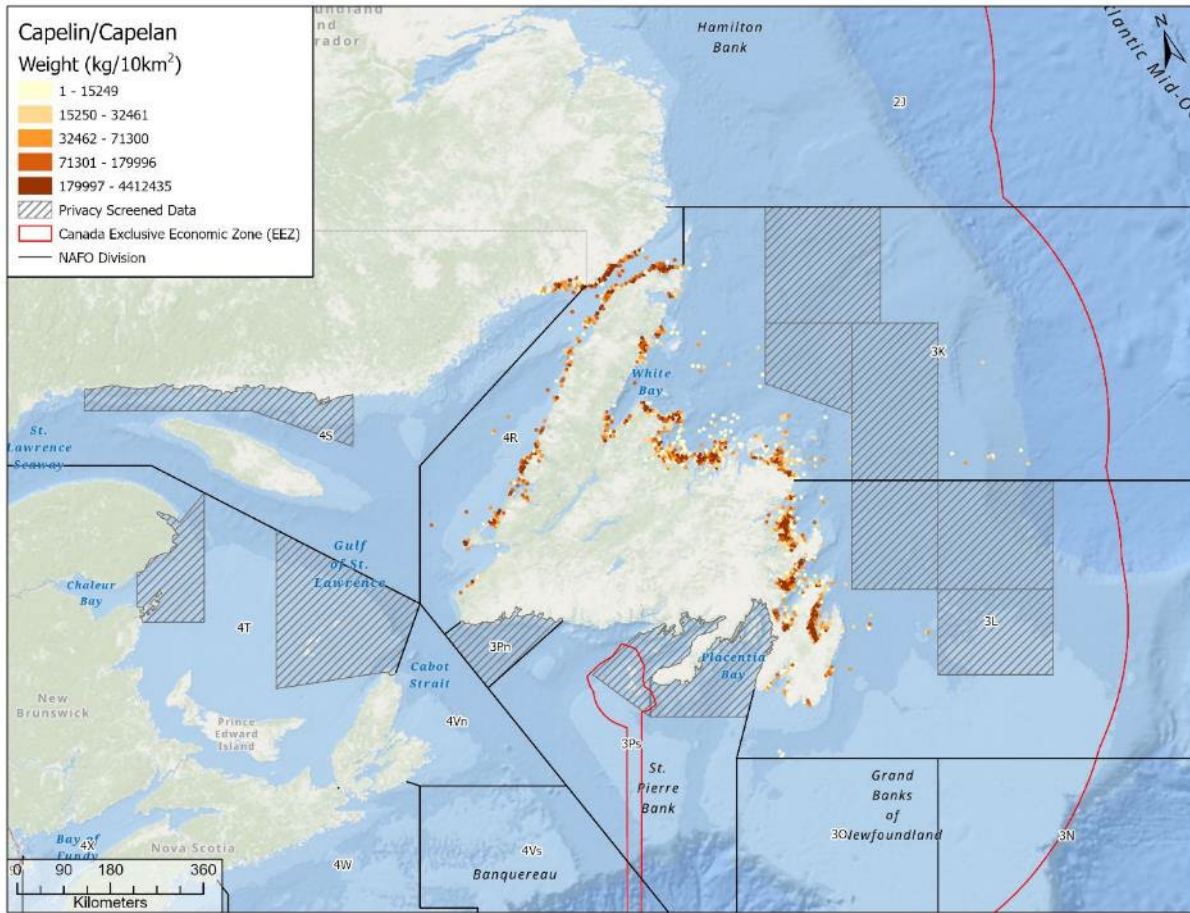 Capelin/Capelan
Weight (kg/10km²)
1 - 15249
15250 - 32461
32462 - 71300
71301 - 179996
179997 - 4412435
Privacy Screened Data
Canada Exclusive Economic Zone (EEZ)
NAFO Division
Hamilton
Bank
N
2J
3K
White
Bay
4R
St.
Lawrence
Seaway
4S
Gulf
of St.
Lawrence
Chaleur
Bay
4T
3Pn
Placentia
Bay
3L
Cabot
Strait
New
Brunswick
Prince
Edward
Island
4Vn
3Ps
St.
Pierre
Bank
Grand
Banks
of
Newfoundland
3O
3N
Bay of
Fundy
4X
Nova Scotia
4W
4Vs
Banquereau
0 90 180 360
Kilometers